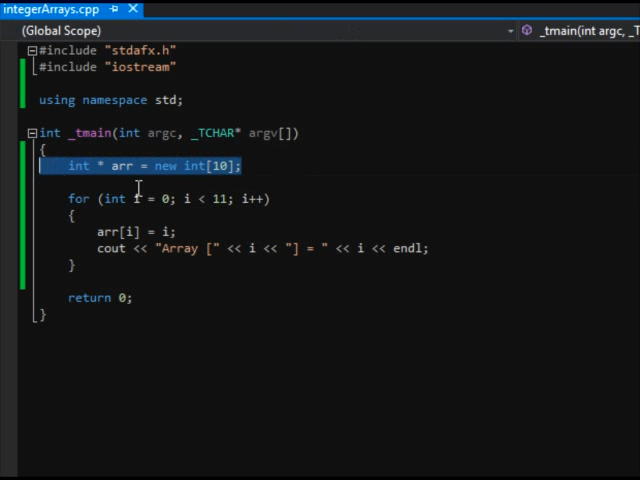 integerArrays.cpp
(Global Scope) _tmain(int argc, _T
#include "stdafx.h"
#include "iostream"
using namespace std;
int _tmain(int argc, _TCHAR* argv[])
{
int * arr = new int[10];
for (int i = 0; i < 11; i++)
{
arr[i] = i;
cout << "Array [" << i << "] = " << i << endl;
}
return 0;
}